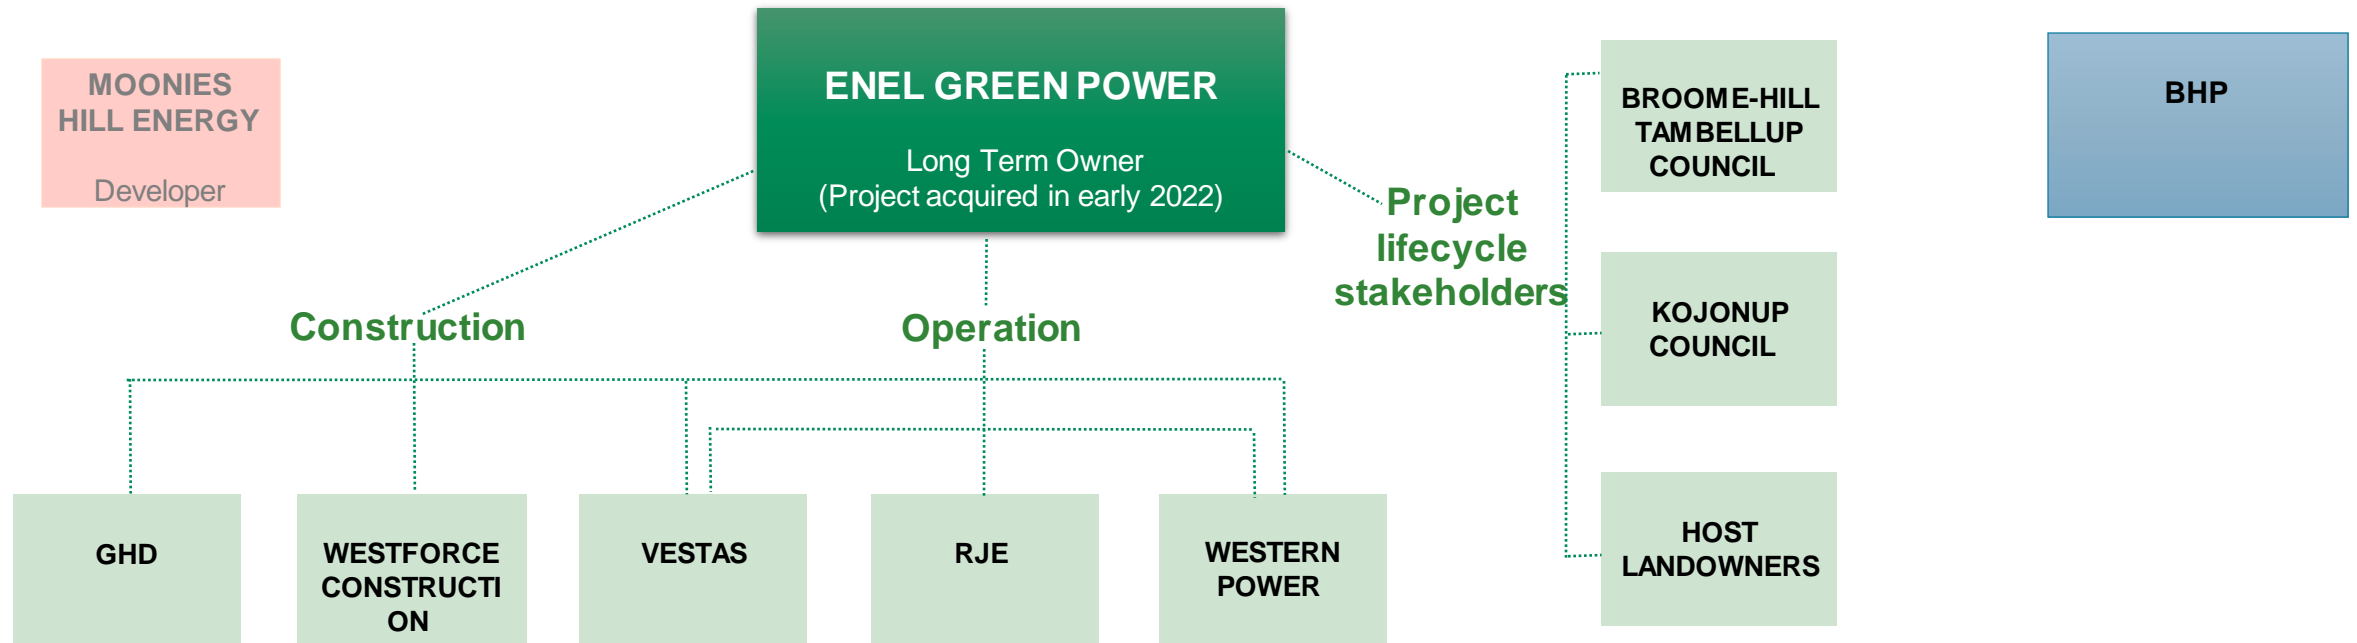 MOONIES
HILL ENERGY
Developer
ENEL GREEN POWER
Long Term Owner
(Project acquired in early 2022)
BROOME-HILL
TAMBELLUP
COUNCIL
BHP
Project
lifecycle
stakeholders
Construction
Operation
KOJONUP
COUNCIL
GHD
WESTFORCE
CONSTRUCTI
ON
VESTAS
RJE
WESTERN
POWER
HOST
LANDOWNERS